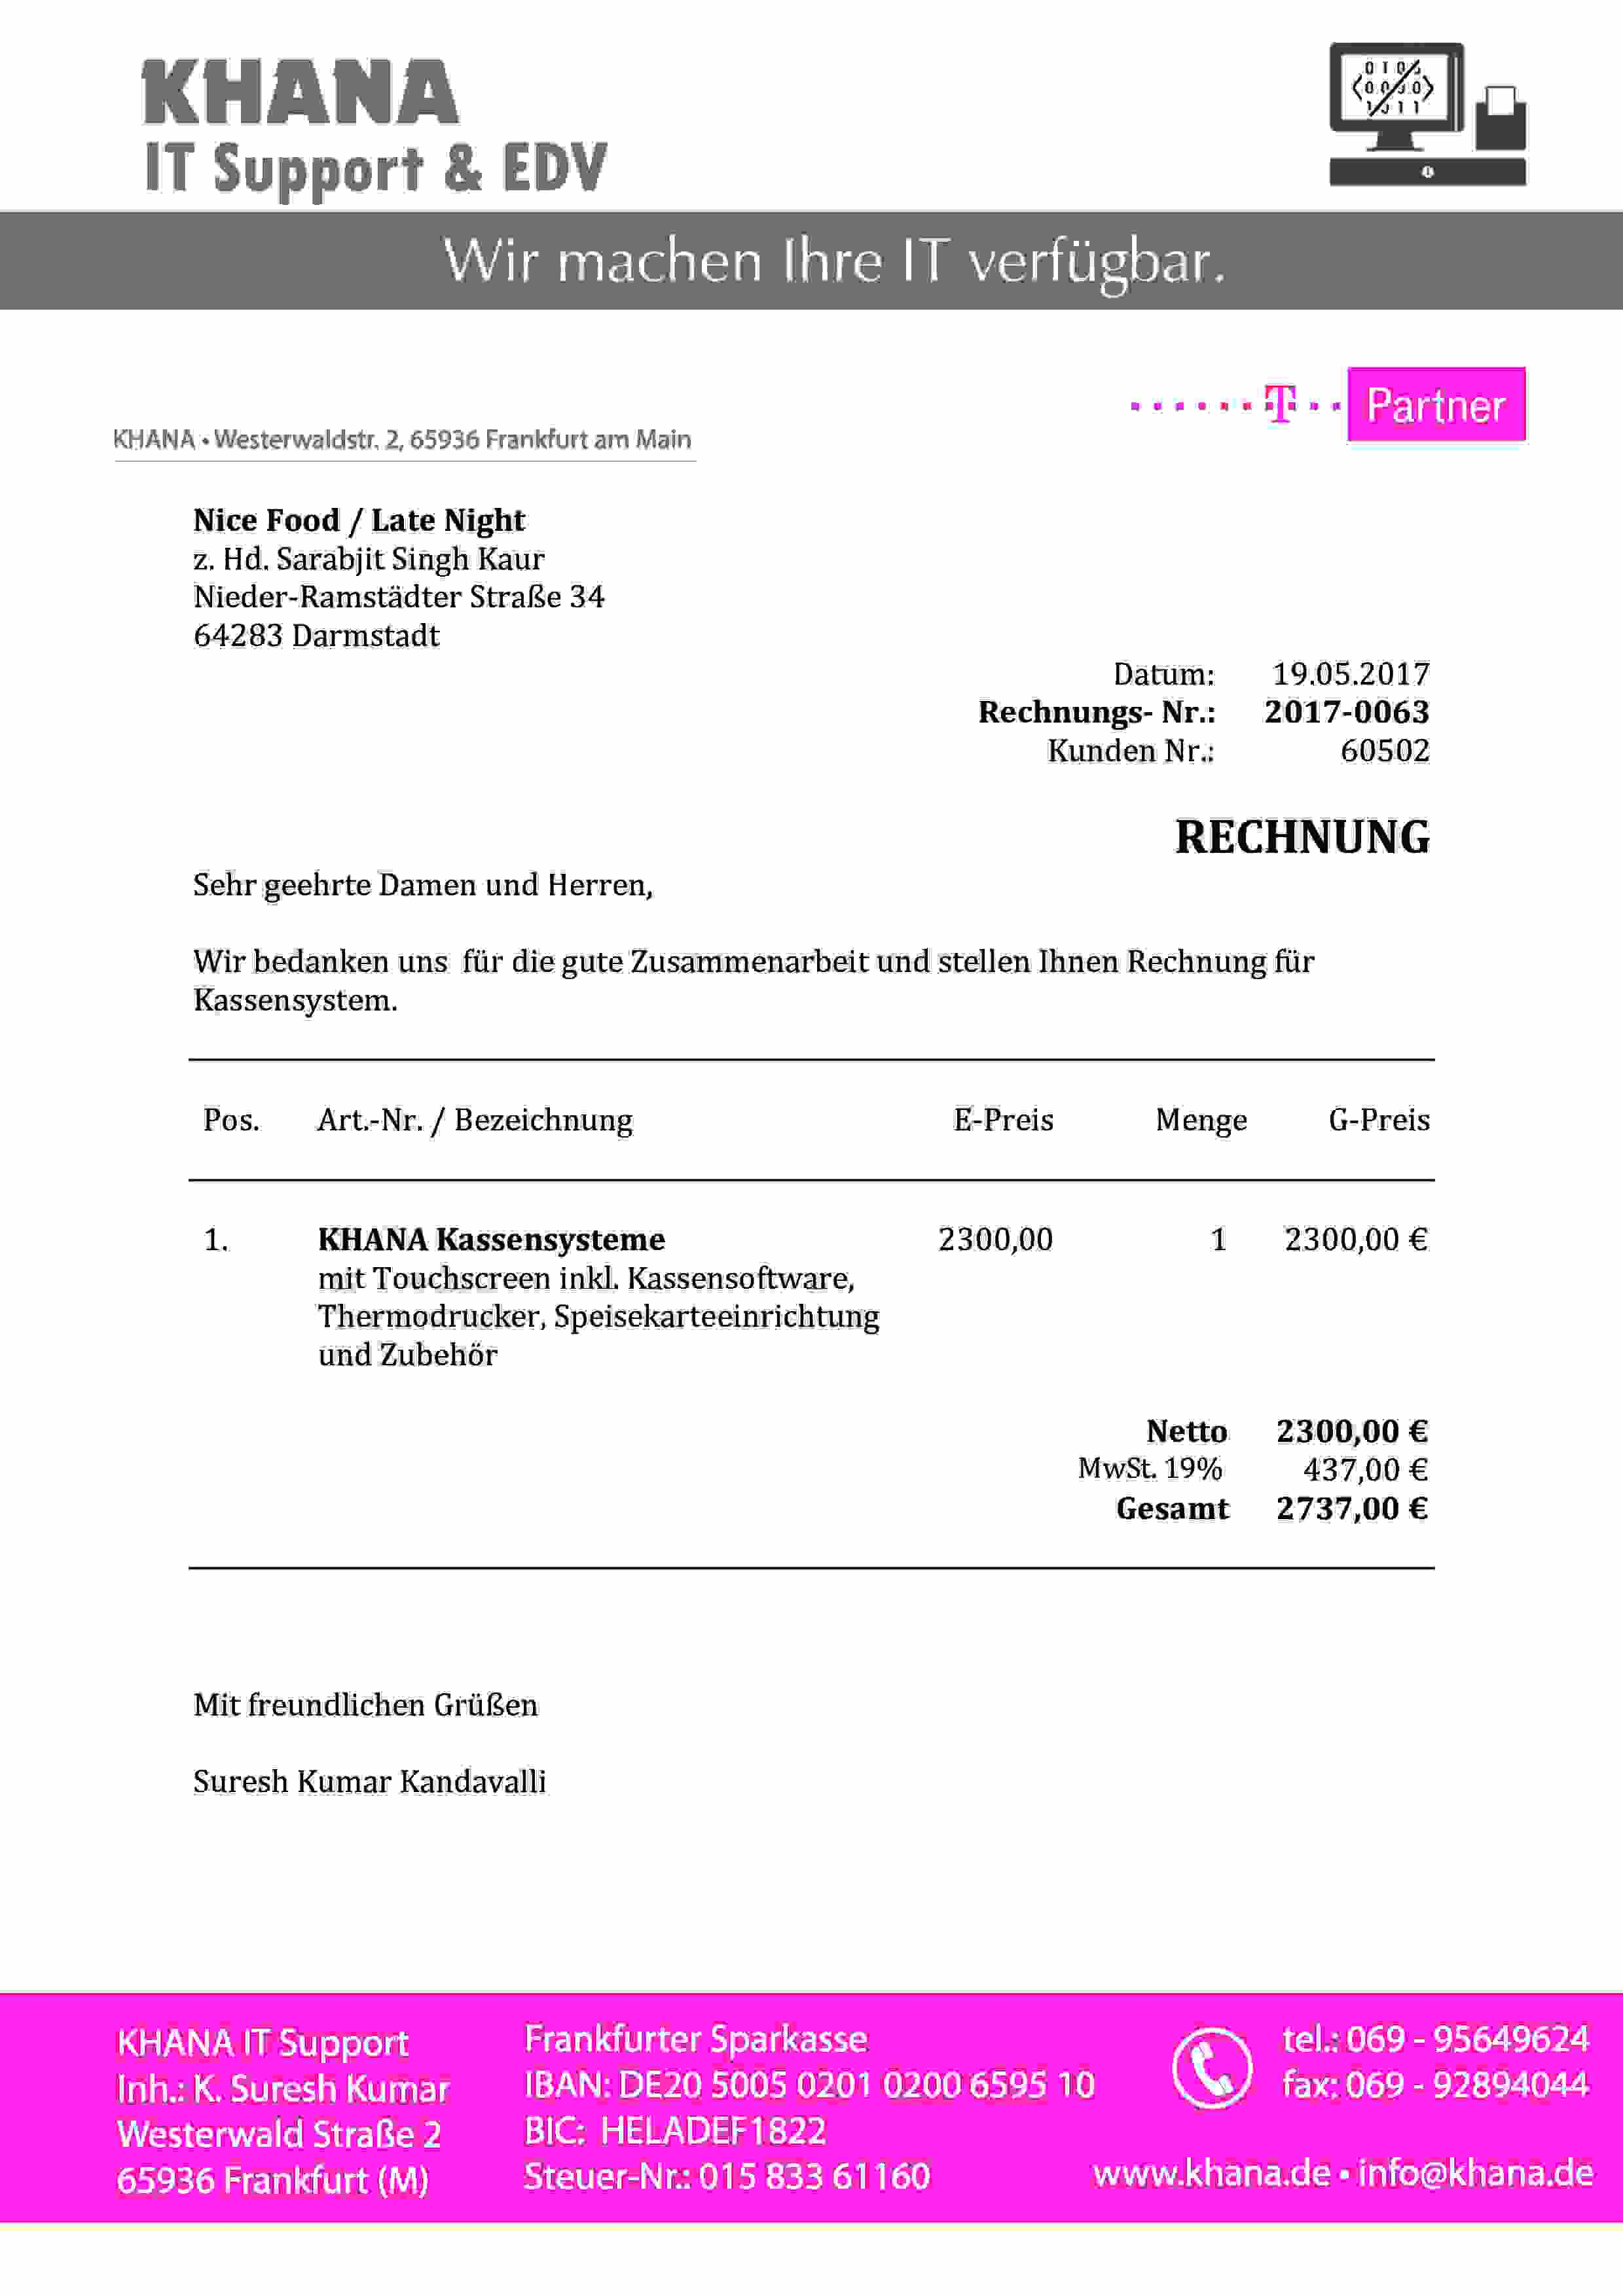 KHANA
IT Support & EDV
Wir machen Ihre IT verfügbar.
T Partner
KHANA • Westerwaldstr. 2, 65936 Frankfurt am Main
Nice Food / Late Night
z. Hd. Sarabjit Singh Kaur
Nieder-Ramstädter Straße 34
64283 Darmstadt
Datum: 19.05.2017
Rechnungs- Nr.: 2017-0063
Kunden Nr.: 60502
RECHNUNG
Sehr geehrte Damen und Herren,
Wir bedanken uns für die gute Zusammenarbeit und stellen Ihnen Rechnung für
Kassensystem.
Pos. Art.-Nr. / Bezeichnung E-Preis Menge G-Preis
1. KHANA Kassensysteme 2300,00 1 2300,00 €
mit Touchscreen inkl. Kassensoftware,
Thermodrucker, Speisekarteeinrichtung
und Zubehör
Netto 2300,00 €
MwSt. 19% 437,00 €
Gesamt 2737,00 €
Mit freundlichen Grüßen
Suresh Kumar Kandavalli
KHANA IT Support
Inh.: K. Suresh Kumar
Westerwald Straße 2
65936 Frankfurt (M)
Frankfurter Sparkasse
IBAN: DE20 5005 0201 0200 6595 10
BIC: HELADEF1822
Steuer-Nr.: 015 833 61160
tel.: 069 - 95649624
fax: 069 - 92894044
www.khana.de • info@khana.de